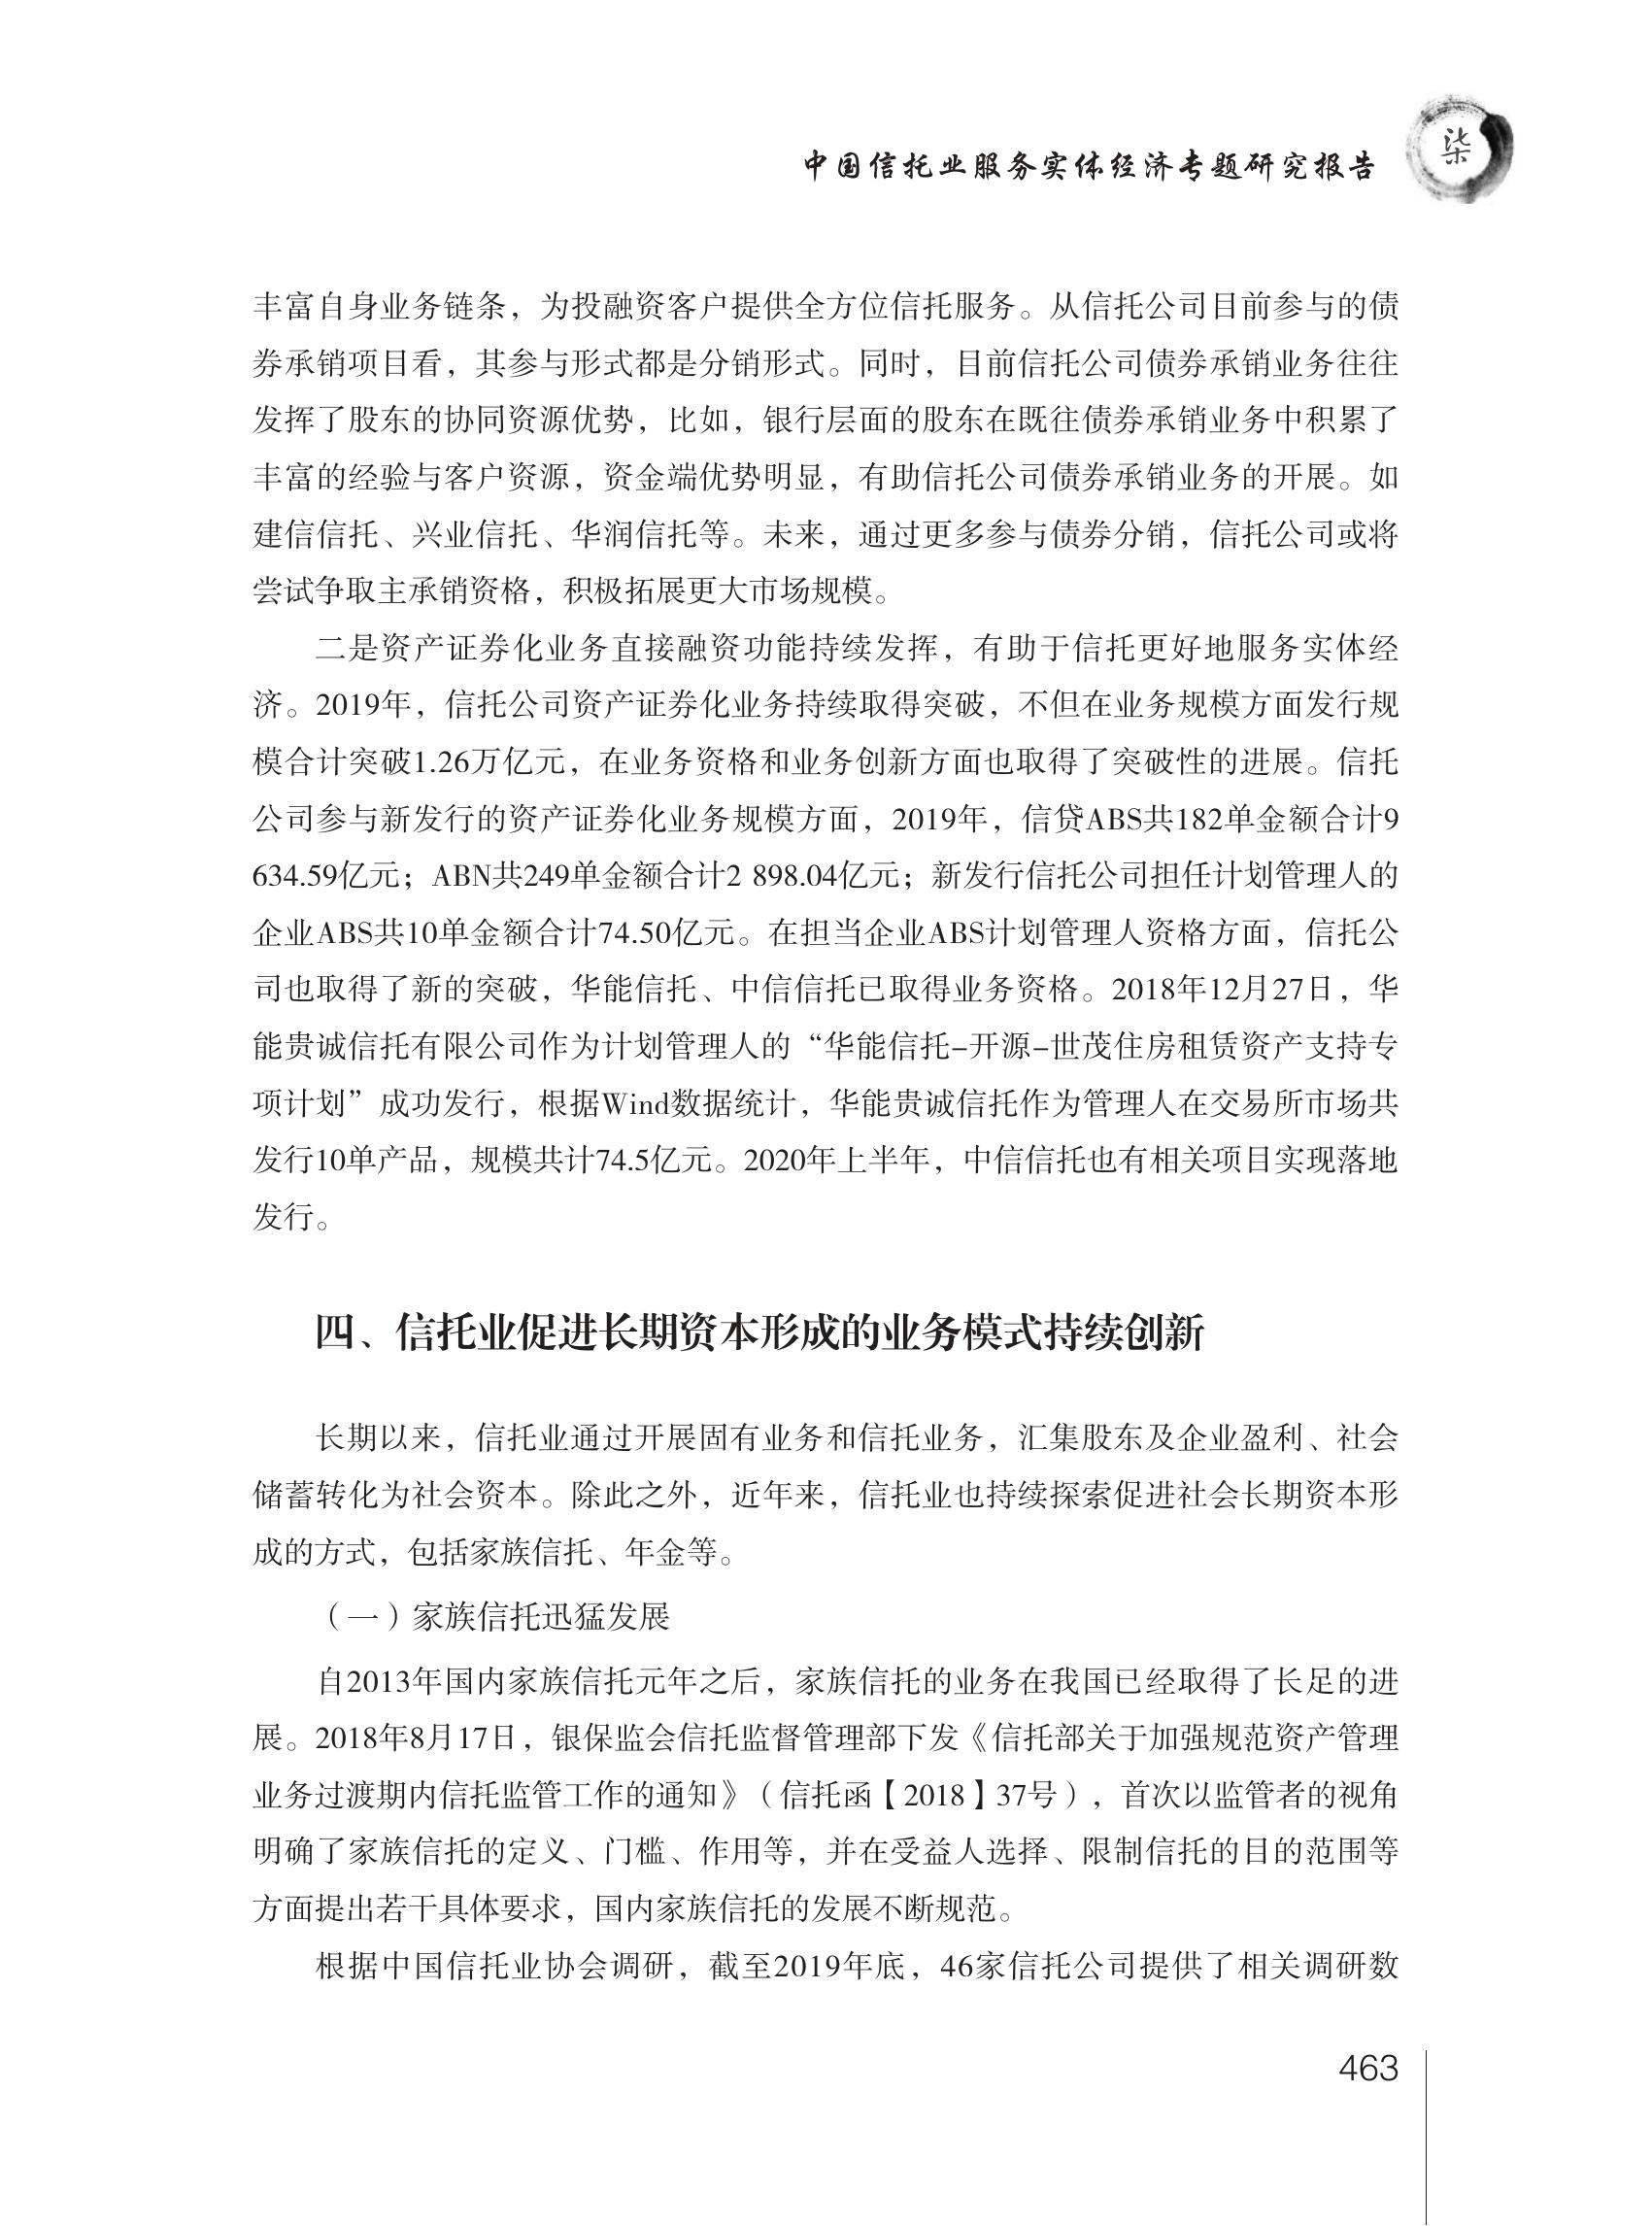 中国信托业服务实体经济专题研究报告
柒
丰富自身业务链条，为投融资客户提供全方位信托服务。从信托公司目前参与的债
券承销项目看，其参与形式都是分销形式。同时，目前信托公司债券承销业务往往
发挥了股东的协同资源优势，比如，银行层面的股东在既往债券承销业务中积累了
丰富的经验与客户资源，资金端优势明显，有助信托公司债券承销业务的开展。如
建信信托、兴业信托、华润信托等。未来，通过更多参与债券分销，信托公司或将
尝试争取主承销资格，积极拓展更大市场规模。
二是资产证券化业务直接融资功能持续发挥，有助于信托更好地服务实体经
济。2019年，信托公司资产证券化业务持续取得突破，不但在业务规模方面发行规
模合计突破1.26万亿元，在业务资格和业务创新方面也取得了突破性的进展。信托
公司参与新发行的资产证券化业务规模方面，2019年，信贷ABS共182单金额合计9
634.59亿元；ABN共249单金额合计2 898.04亿元；新发行信托公司担任计划管理人的
企业ABS共10单金额合计74.50亿元。在担当企业ABS计划管理人资格方面，信托公
司也取得了新的突破，华能信托、中信信托已取得业务资格。2018年12月27日，华
能贵诚信托有限公司作为计划管理人的“华能信托–开源–世茂住房租赁资产支持专
项计划”成功发行，根据Wind数据统计，华能贵诚信托作为管理人在交易所市场共
发行10单产品，规模共计74.5亿元。2020年上半年，中信信托也有相关项目实现落地
发行。
四、信托业促进长期资本形成的业务模式持续创新
长期以来，信托业通过开展固有业务和信托业务，汇集股东及企业盈利、社会
储蓄转化为社会资本。除此之外，近年来，信托业也持续探索促进社会长期资本形
成的方式，包括家族信托、年金等。
（一）家族信托迅猛发展
自2013年国内家族信托元年之后，家族信托的业务在我国已经取得了长足的进
展。2018年8月17日，银保监会信托监督管理部下发《信托部关于加强规范资产管理
业务过渡期内信托监管工作的通知》（信托函【2018】37号），首次以监管者的视角
明确了家族信托的定义、门槛、作用等，并在受益人选择、限制信托的目的范围等
方面提出若干具体要求，国内家族信托的发展不断规范。
根据中国信托业协会调研，截至2019年底，46家信托公司提供了相关调研数
463